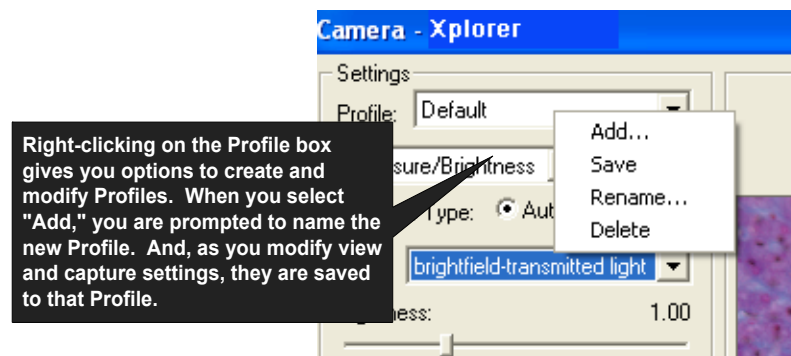 Camera - Xplorer
Settings
Profile: Default
Add...
Save
Rename...
Delete
Right-clicking on the Profile box
gives you options to create and
modify Profiles. When you select
"Add," you are prompted to name the
new Profile. And, as you modify view
and capture settings, they are saved
to that Profile.
sure/Brightness
Type: Aut
brightfield-transmitted light
ness: 1.00